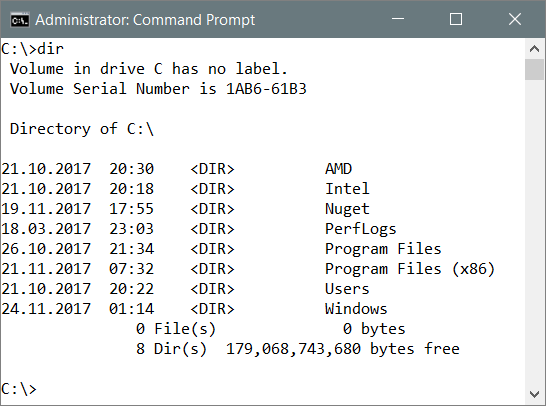 Administrator: Command Prompt
C:\>dir
 Volume in drive C has no label.
 Volume Serial Number is 1AB6-61B3

 Directory of C:\

21.10.2017  20:30    <DIR>          AMD
21.10.2017  20:18    <DIR>          Intel
19.11.2017  17:55    <DIR>          Nuget
18.03.2017  23:03    <DIR>          PerfLogs
26.10.2017  21:34    <DIR>          Program Files
21.11.2017  07:32    <DIR>          Program Files (x86)
21.10.2017  20:22    <DIR>          Users
24.11.2017  01:14    <DIR>          Windows
               0 File(s)              0 bytes
               8 Dir(s)  179,068,743,680 bytes free

C:\>